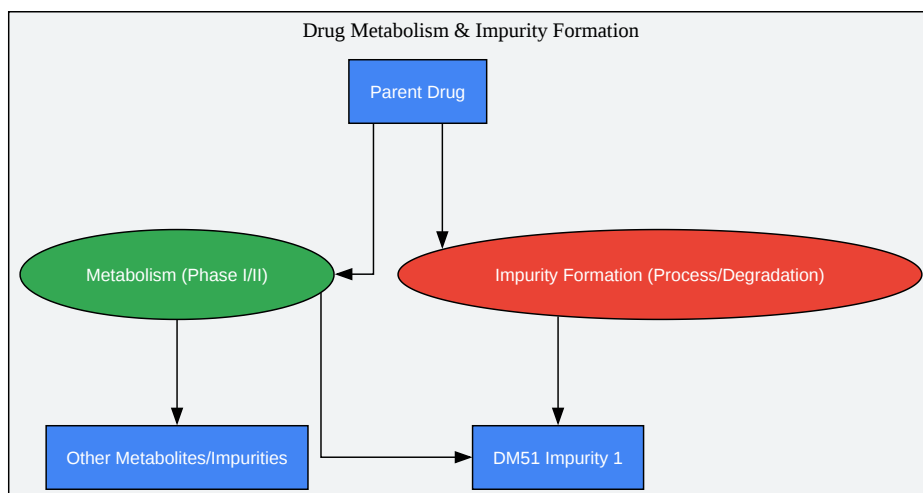 Drug Metabolism & Impurity Formation
Parent Drug
Metabolism (Phase I/II)
Impurity Formation (Process/Degradation)
Other Metabolites/Impurities
DM51 Impurity 1